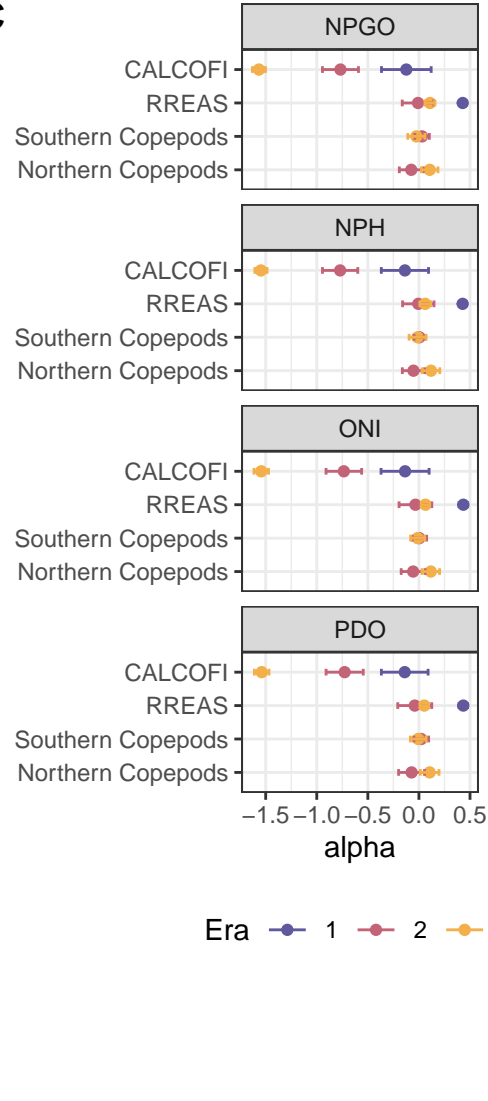 NPGO
CALCOFI
RREAS
Southern Copepods
Northern Copepods
NPH
CALCOFI
RREAS
Southern Copepods
Northern Copepods
ONI
CALCOFI
RREAS
Southern Copepods
Northern Copepods
PDO
CALCOFI
RREAS
Southern Copepods
Northern Copepods
−1.5 −1.0 −0.5 0.0 0.5
alpha
Era 1 2